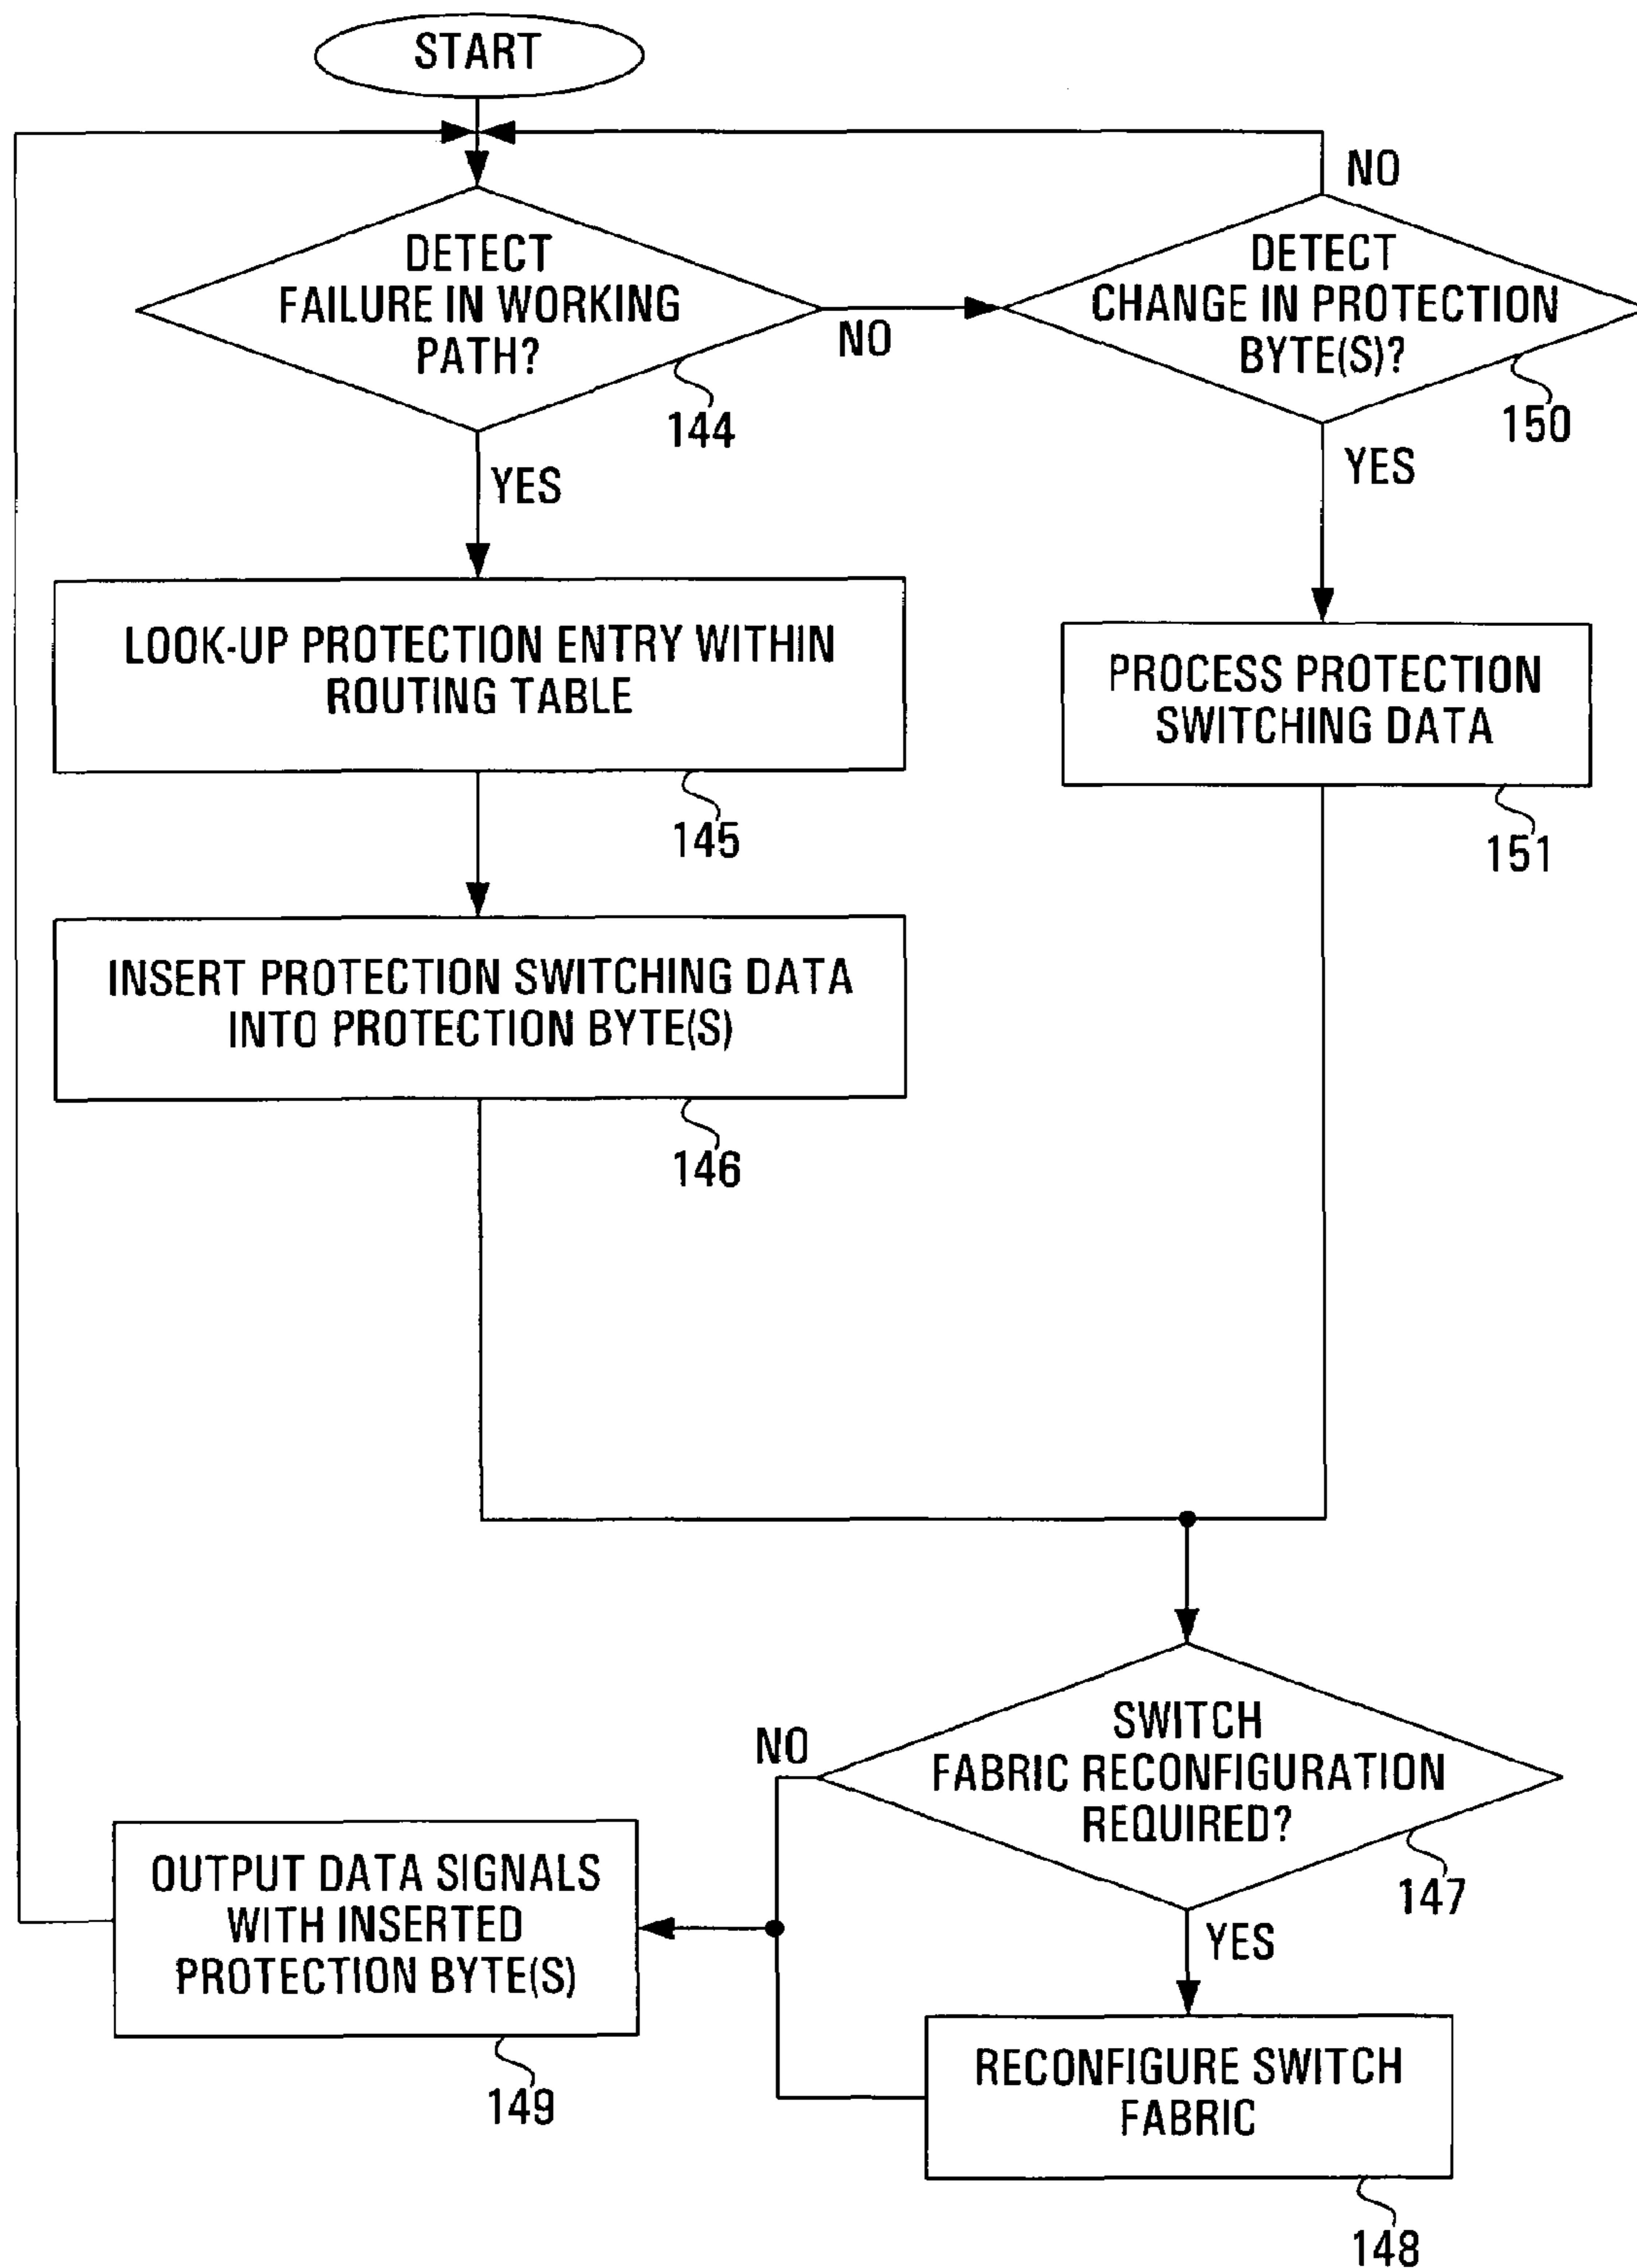 START
DETECT
FAILURE IN WORKING
PATH?
144
NO
YES
DETECT
CHANGE IN PROTECTION
BYTE(S)?
150
NO
YES
LOOK-UP PROTECTION ENTRY WITHIN
ROUTING TABLE
145
PROCESS PROTECTION
SWITCHING DATA
151
INSERT PROTECTION SWITCHING DATA
INTO PROTECTION BYTE(S)
146
SWITCH
FABRIC RECONFIGURATION
REQUIRED?
147
NO
YES
OUTPUT DATA SIGNALS
WITH INSERTED
PROTECTION BYTE(S)
149
RECONFIGURE SWITCH
FABRIC
148